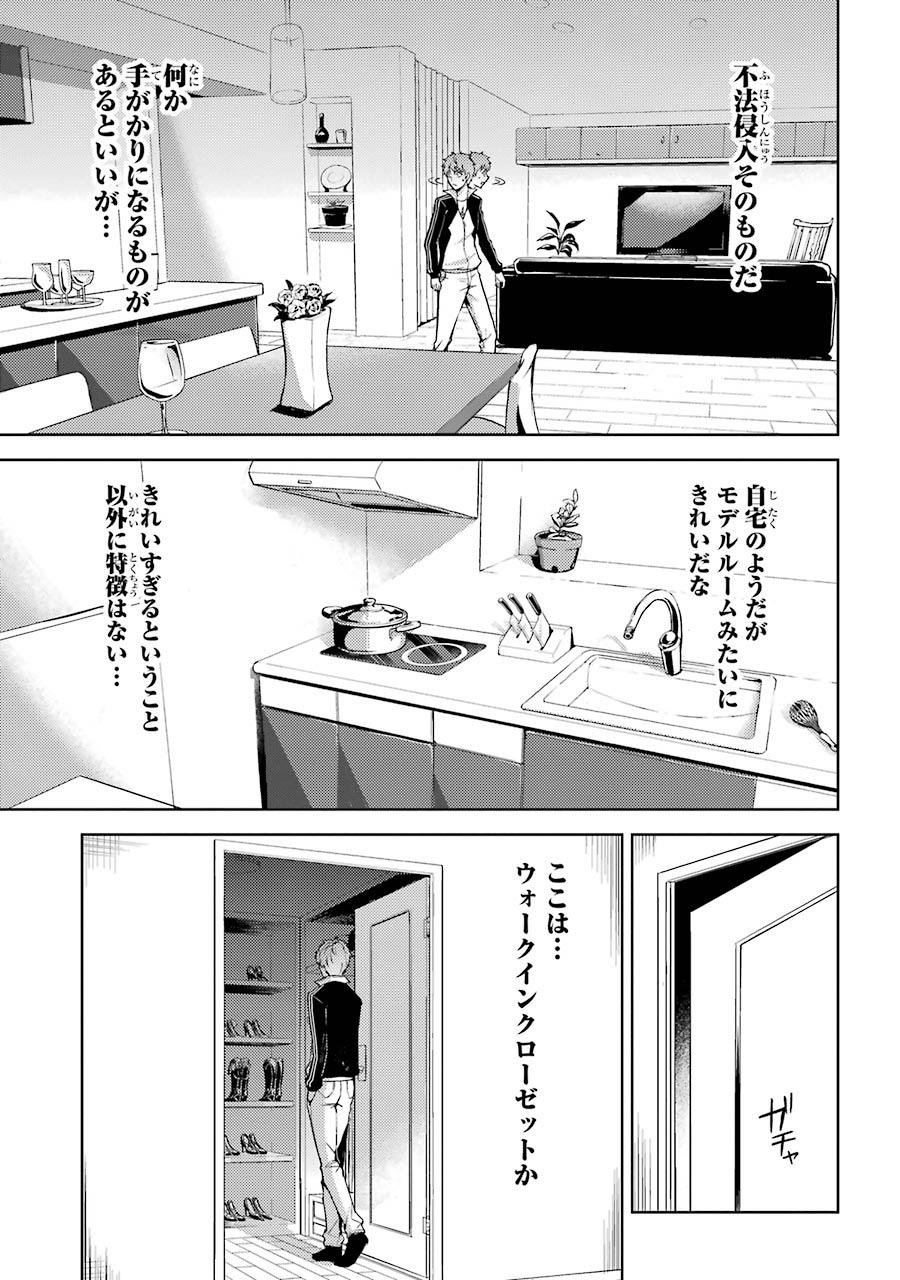 不法侵入そのものだ
何か
手がかりになるものが
あるといいが…
自宅のようだが
モデルルームみたいに
きれいだな
きれいすぎるということ
以外に特徴はない…
ガチャ
ここは…
ウォークインクローゼットか